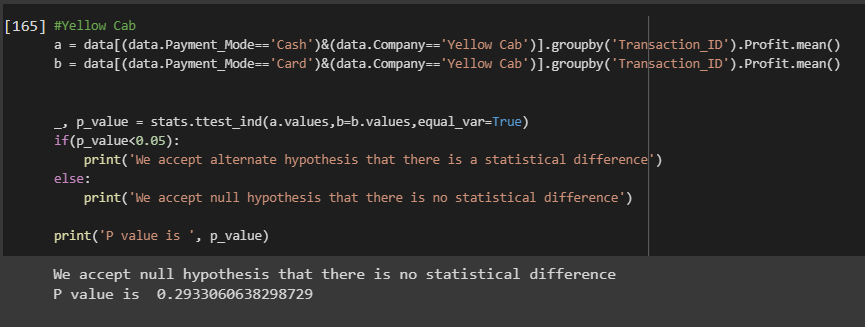 [165] #Yellow Cab
a = data[(data.Payment_Mode=='Cash')&(data.Company=='Yellow Cab')].groupby('Transaction_ID').Profit.mean()
b = data[(data.Payment_Mode=='Card')&(data.Company=='Yellow Cab')].groupby('Transaction_ID').Profit.mean()
_, p_value = stats.ttest_ind(a.values,b=b.values,equal_var=True)
if(p_value<0.05):
    print('We accept alternate hypothesis that there is a statistical difference')
else:
    print('We accept null hypothesis that there is no statistical difference')
print('P value is ', p_value)
We accept null hypothesis that there is no statistical difference
P value is  0.2933060638298729